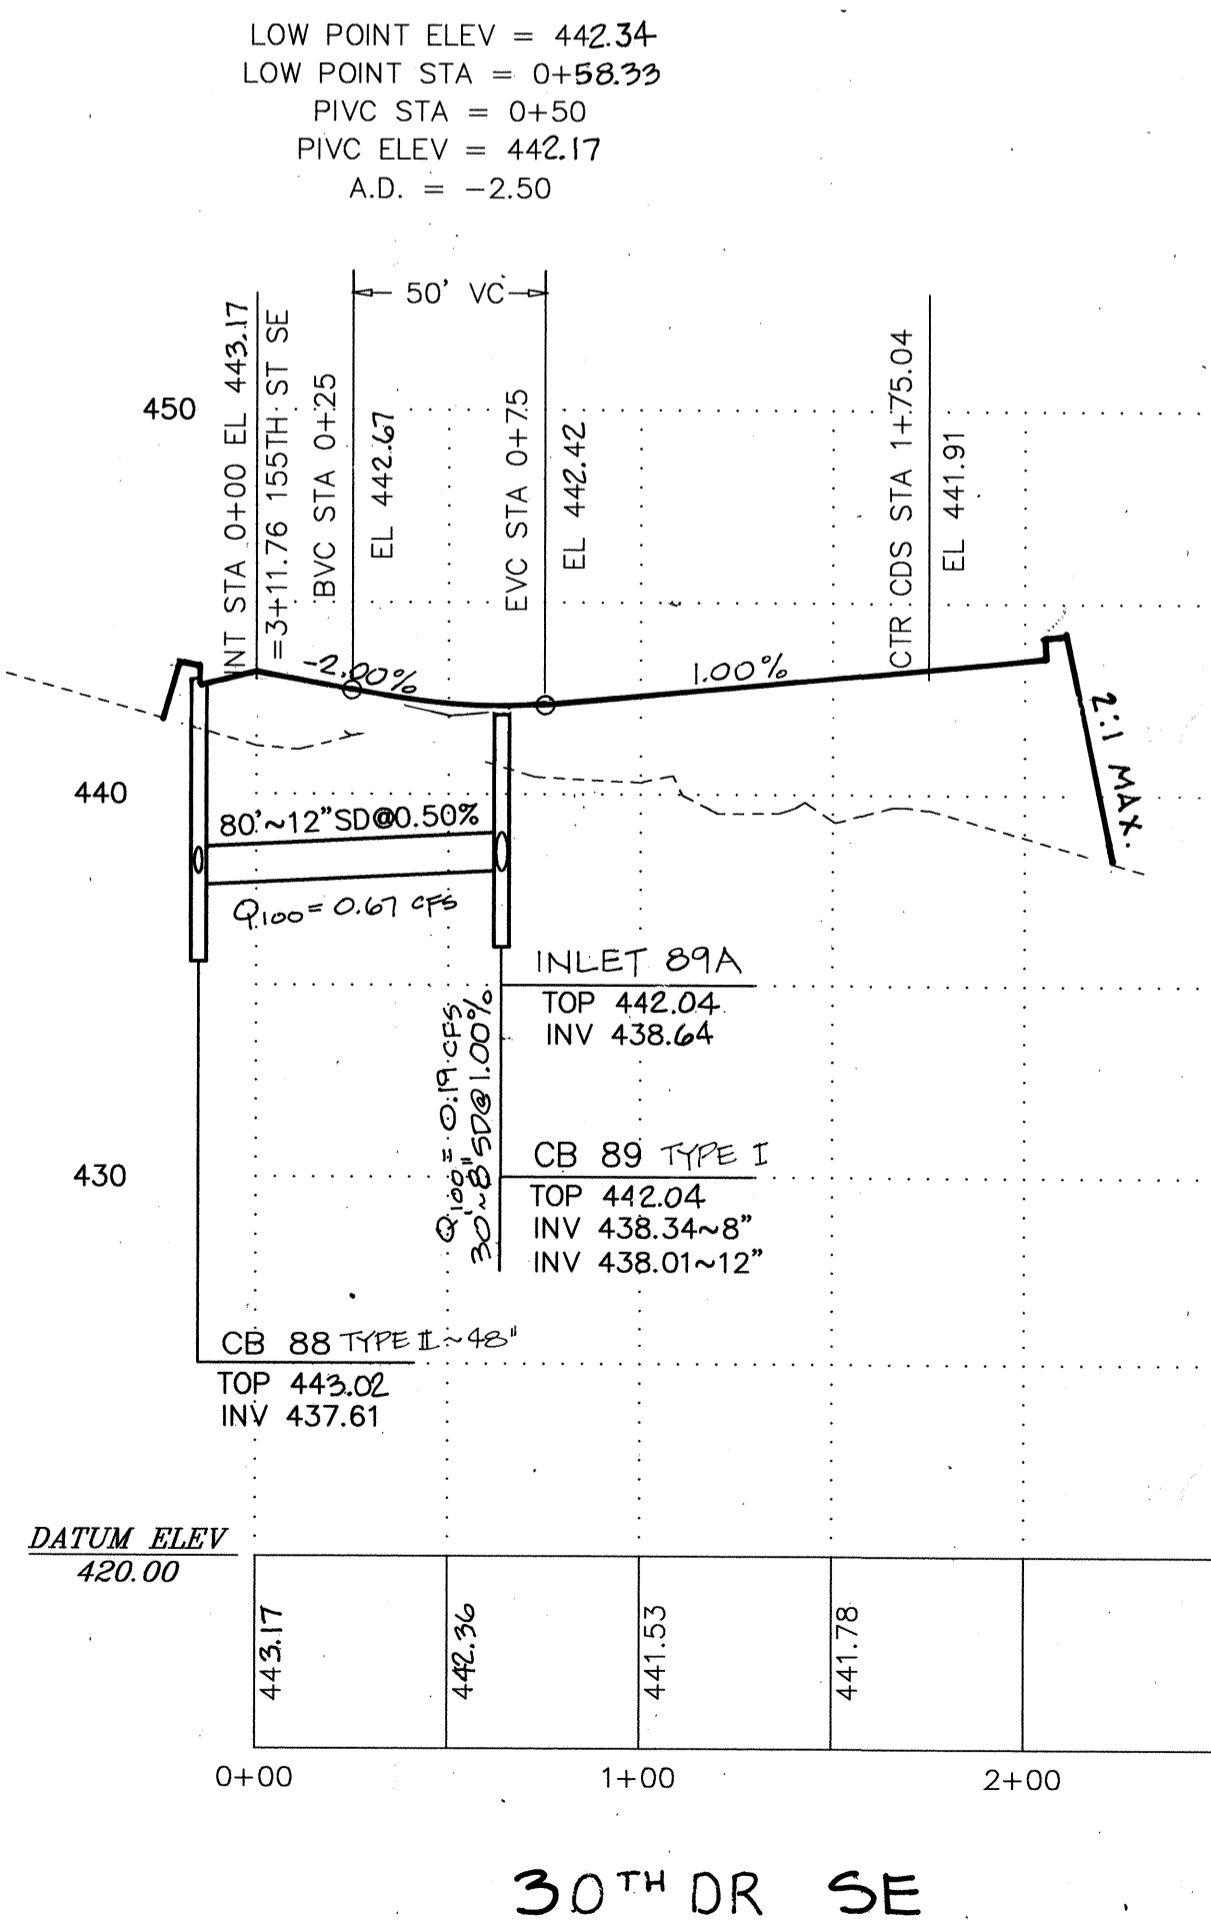 LOW POINT ELEV = 442.34
LOW POINT STA = 0+58.33
PIVC STA = 0+50
PIVC ELEV = 442.17
A.D. = -2.50
50' VC
INT STA 0+00 EL 443.17
=3+11.76 155TH ST SE
BVC STA 0+25
EL 442.67
EVC STA 0+75
EL 442.42
CTR CDS STA 1+75.04
EL 441.91
450
-2.00%
1.00%
2:1 MAX.
440
80'~12"SD@0.50%
Q100= 0.67 CFS
INLET 89A
TOP 442.04
INV 438.64
Q100= 0.19 CFS
30'~8" SD@1.00%
430
CB 89 TYPE I
TOP 442.04
INV 438.34~8"
INV 438.01~12"
CB 88 TYPE II~48"
TOP 443.02
INV 437.61
DATUM ELEV
420.00
443.17
442.36
441.53
441.78
0+00
1+00
2+00
30TH DR SE